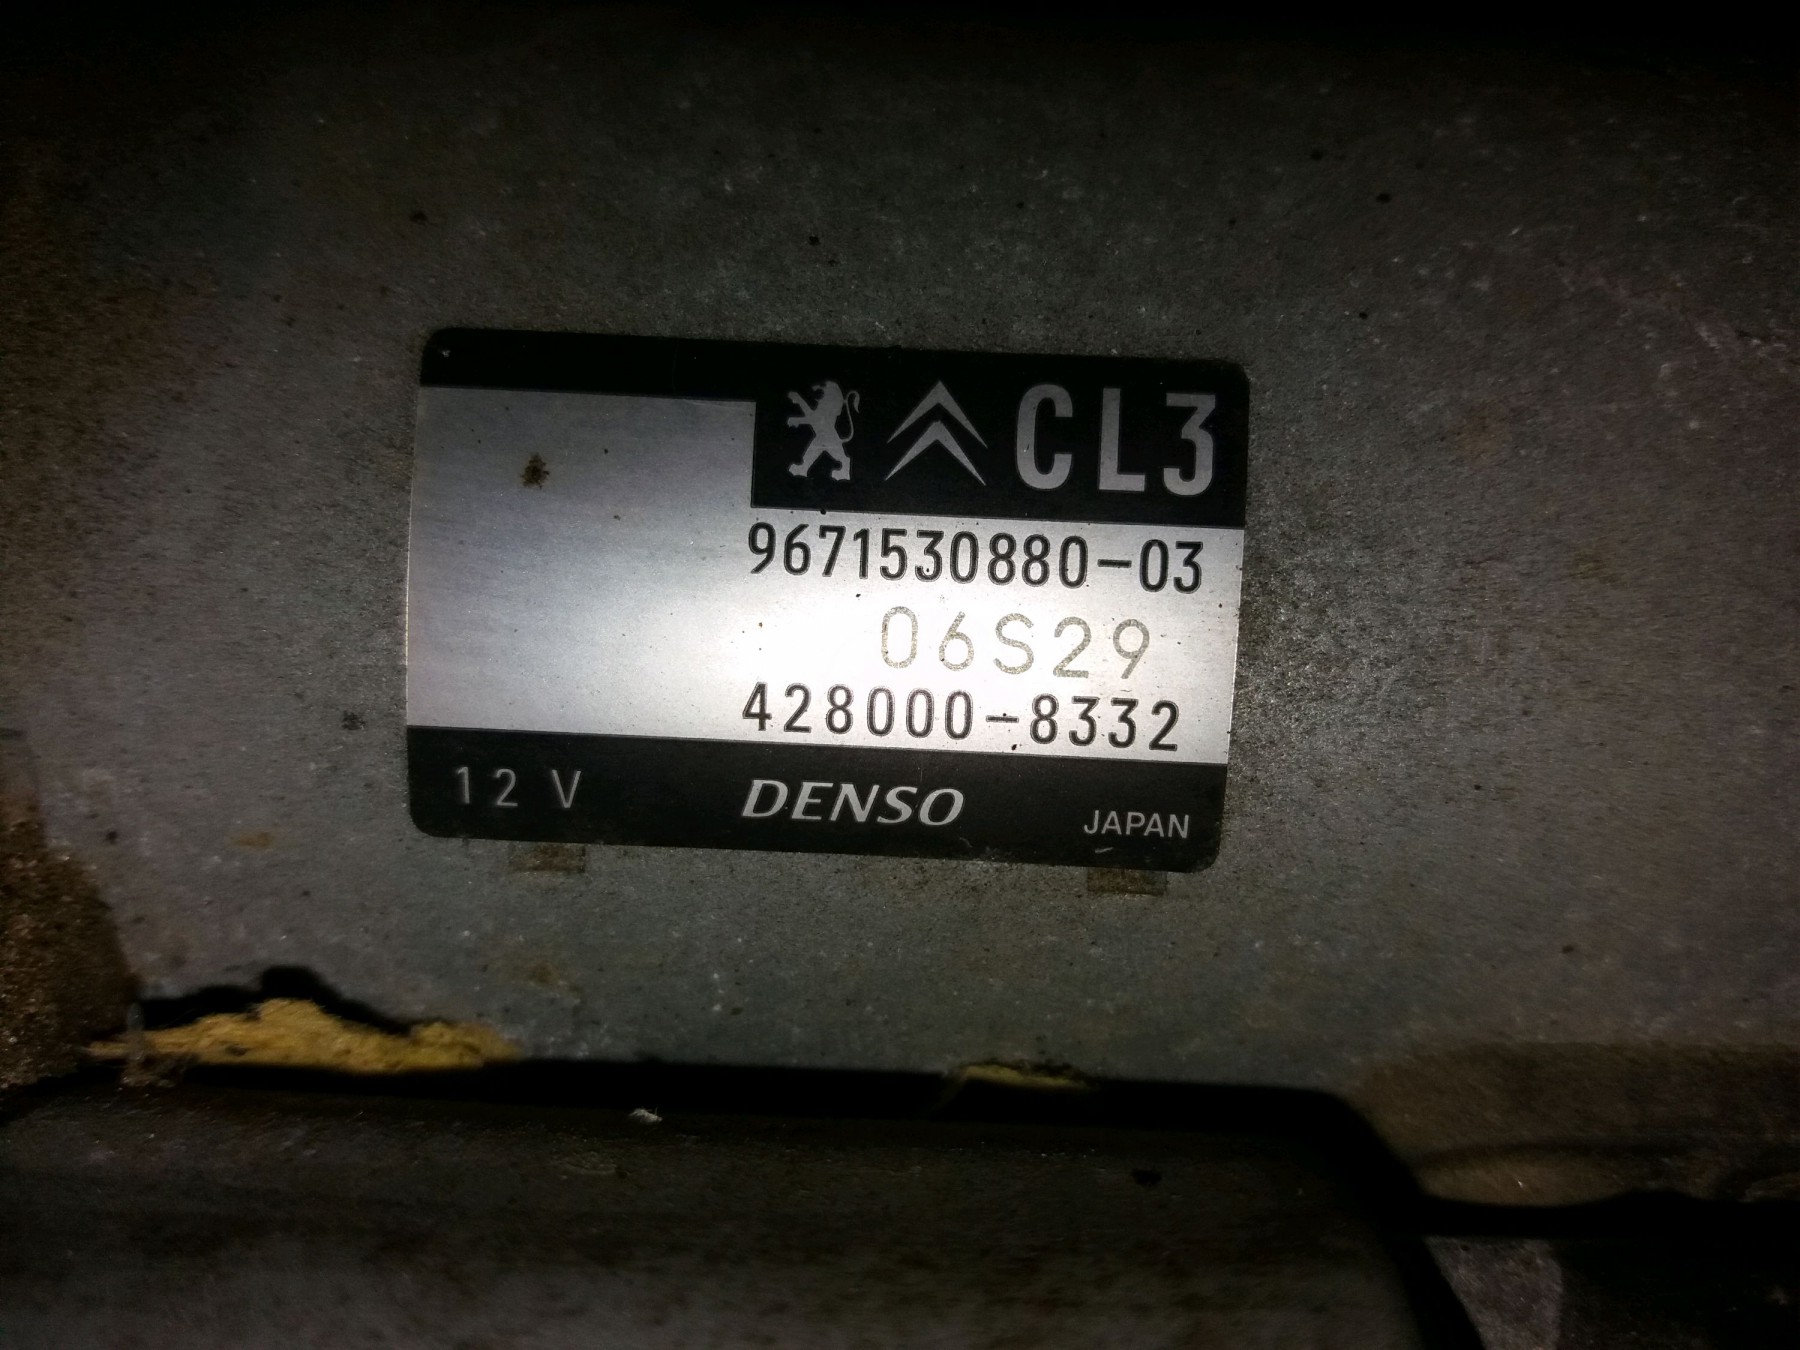 CL3
9671530880-03
06S29
428000-8332
12 V DENSO JAPAN